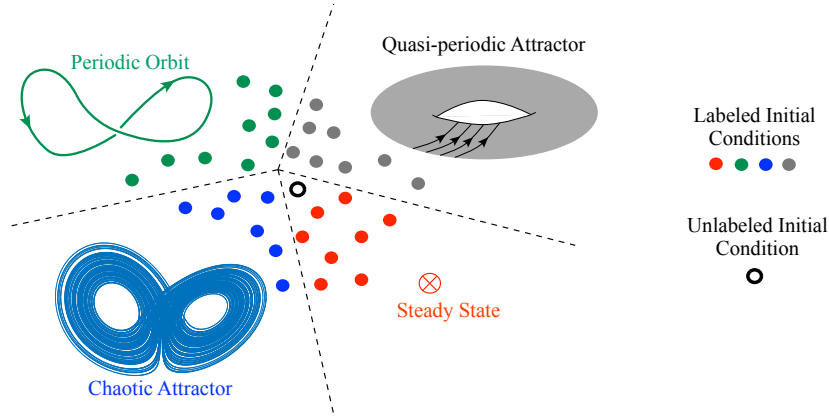 Quasi-periodic Attractor
Periodic Orbit
Labeled Initial
Conditions
Unlabeled Initial
Condition
Steady State
Chaotic Attractor